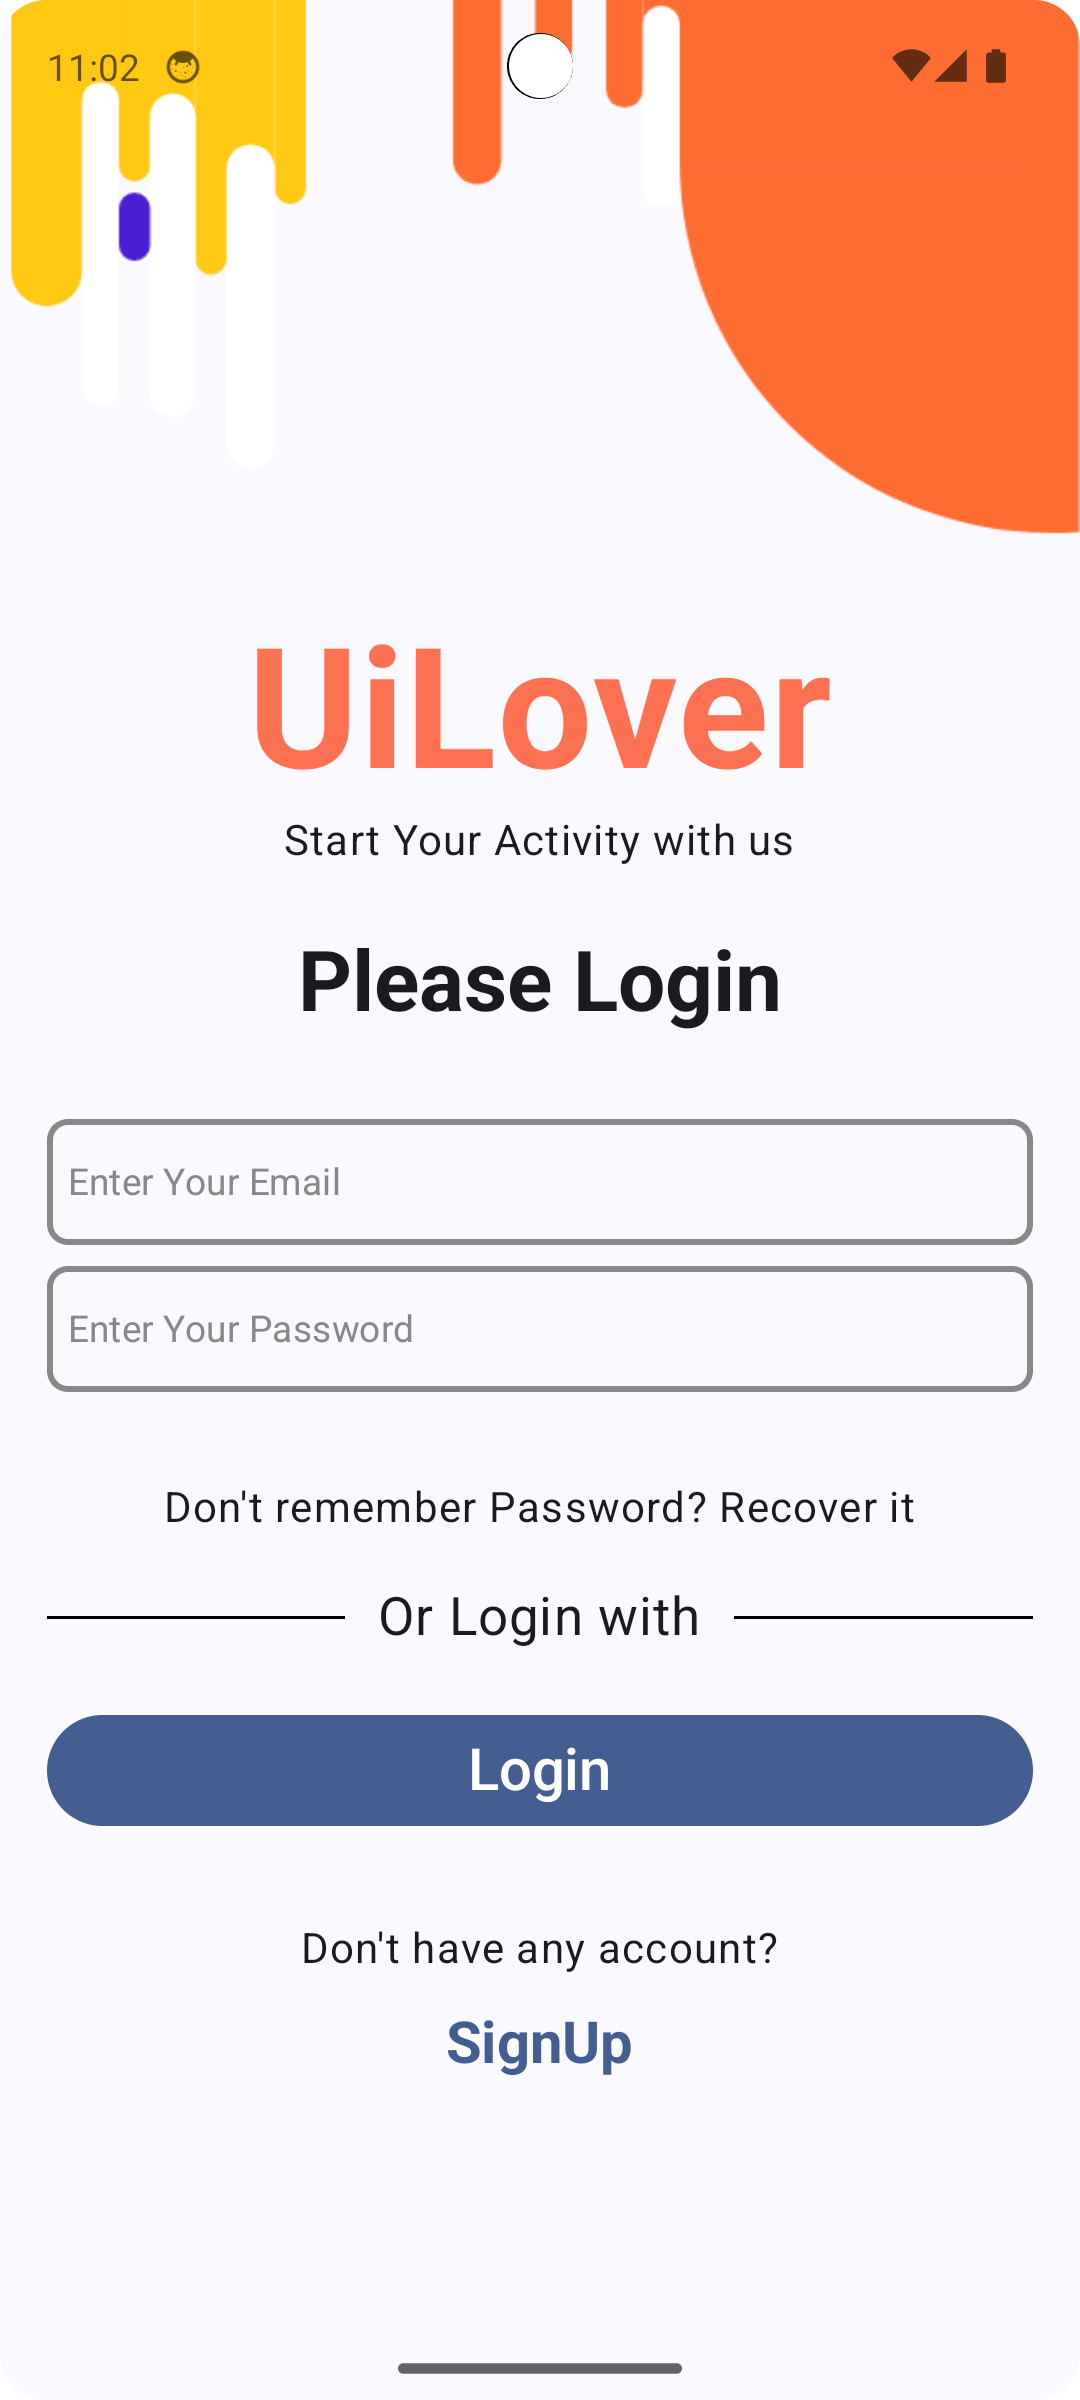 11:02
UiLover
Start Your Activity with us
Please Login
Enter Your Email
Enter Your Password
Don't remember Password? Recover it
Or Login with
Login
Don't have any account?
SignUp